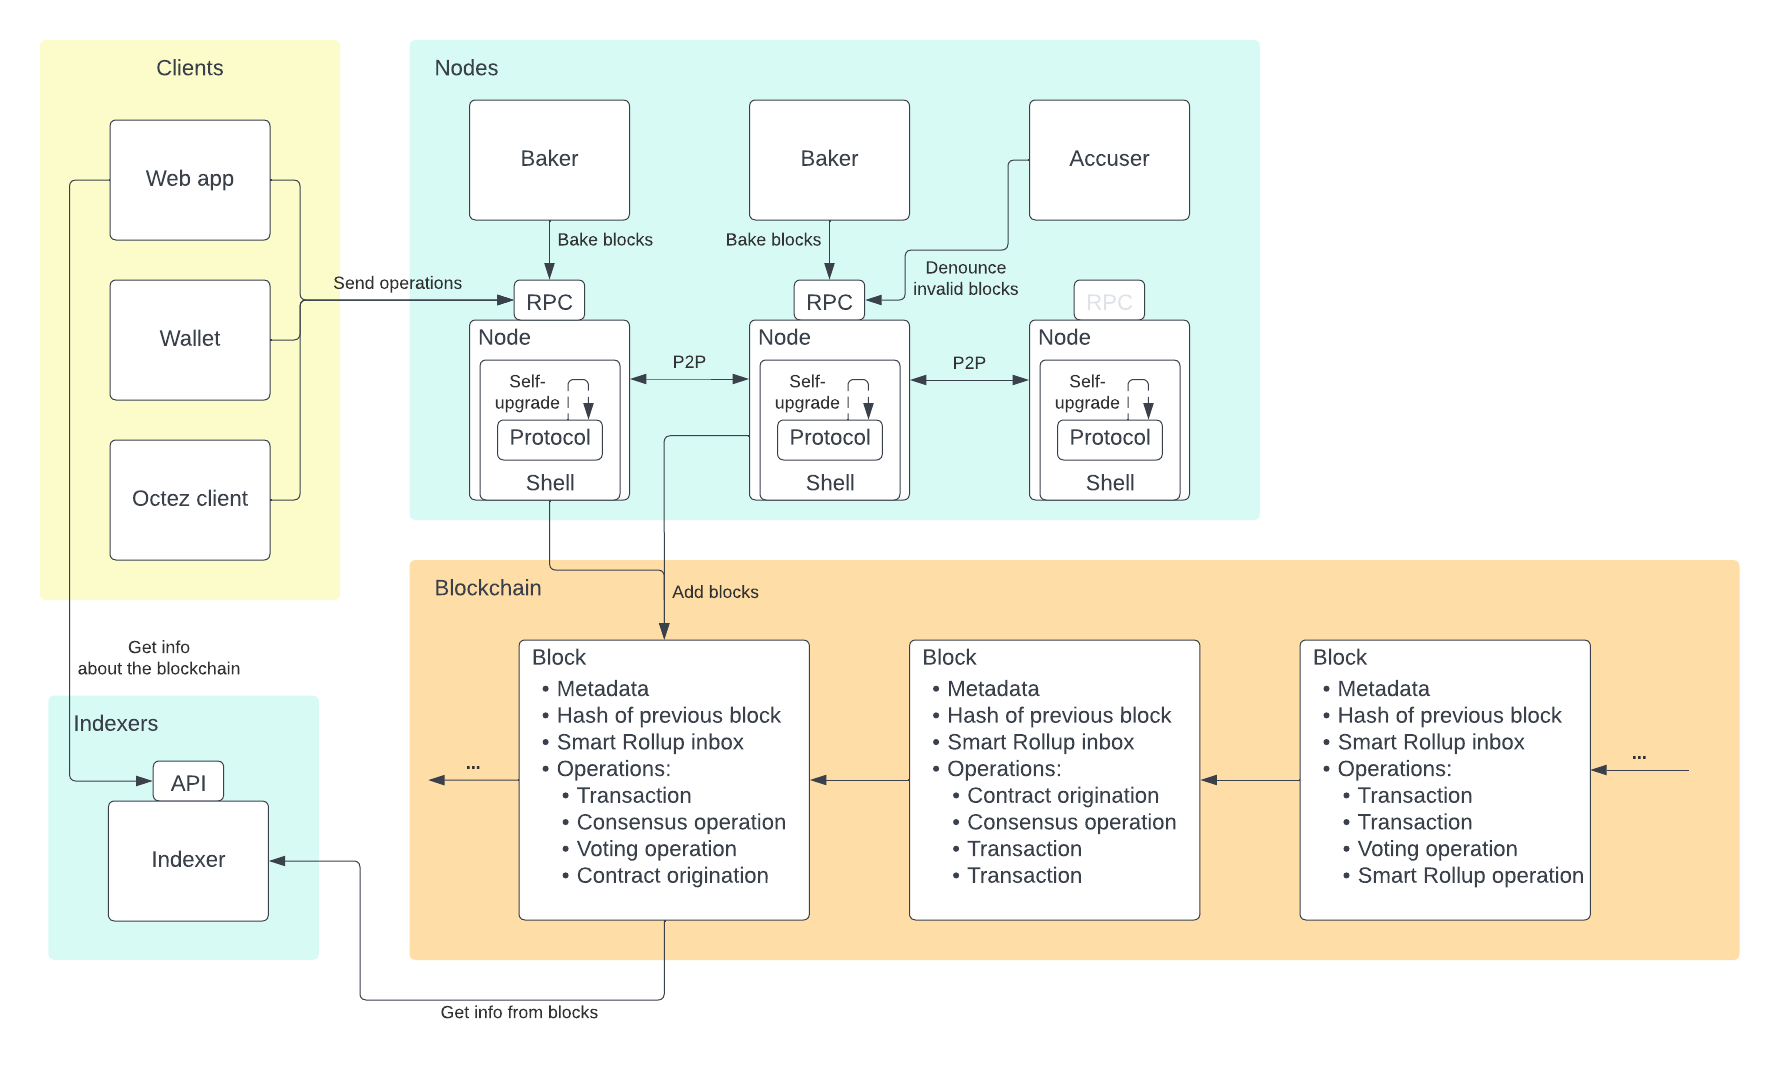 Clients
Web app
Wallet
Octez client
Send operations
Get info
about the blockchain
Nodes
Baker
Baker
Accuser
Bake blocks
Bake blocks
Denounce
invalid blocks
RPC
RPC
RPC
Node
Self-
upgrade
Protocol
Shell
P2P
Node
Self-
upgrade
Protocol
Shell
P2P
Node
Self-
upgrade
Protocol
Shell
Indexers
API
Indexer
Blockchain
Add blocks
...
Block
• Metadata
• Hash of previous block
• Smart Rollup inbox
• Operations:
• Transaction
• Consensus operation
• Voting operation
• Contract origination
Block
• Metadata
• Hash of previous block
• Smart Rollup inbox
• Operations:
• Contract origination
• Consensus operation
• Transaction
• Transaction
Block
• Metadata
• Hash of previous block
• Smart Rollup inbox
• Operations:
• Transaction
• Transaction
• Voting operation
• Smart Rollup operation
...
Get info from blocks